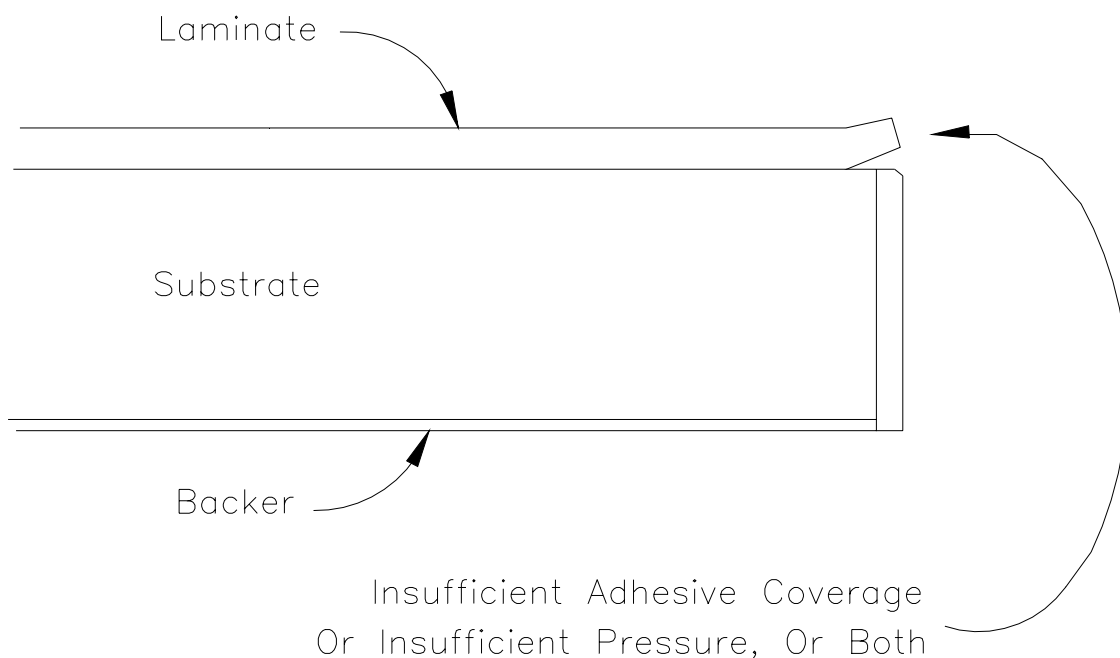 Laminate
Substrate
Backer
Insufficient Adhesive Coverage
Or Insufficient Pressure, Or Both